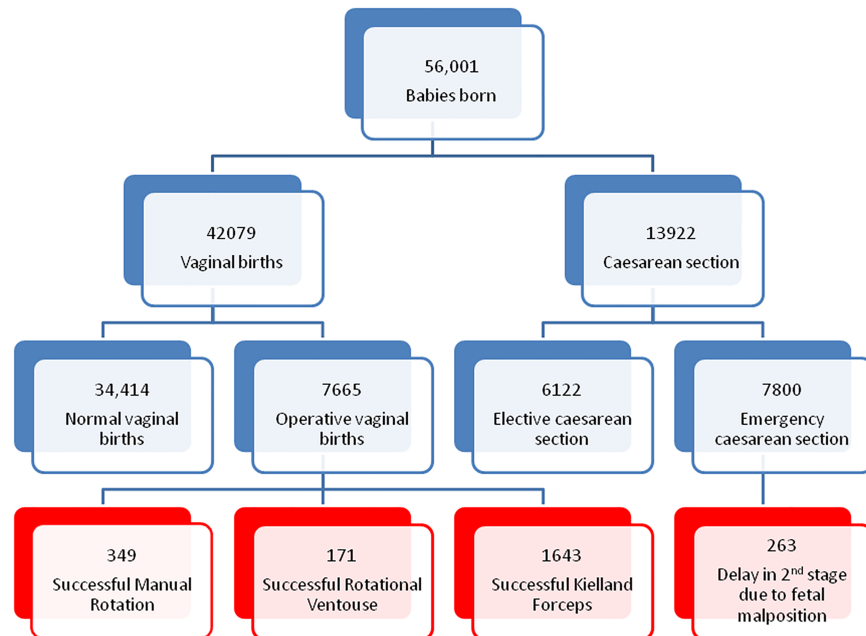 56,001
Babies born
42079
Vaginal births
13922
Caesarean section
34,414
Normal vaginal
births
7665
Operative vaginal
births
6122
Elective caesarean
section
7800
Emergency
caesarean section
349
Successful Manual
Rotation
171
Successful Rotational
Ventouse
1643
Successful Kielland
Forceps
263
Delay in 2nd stage
due to fetal
malposition